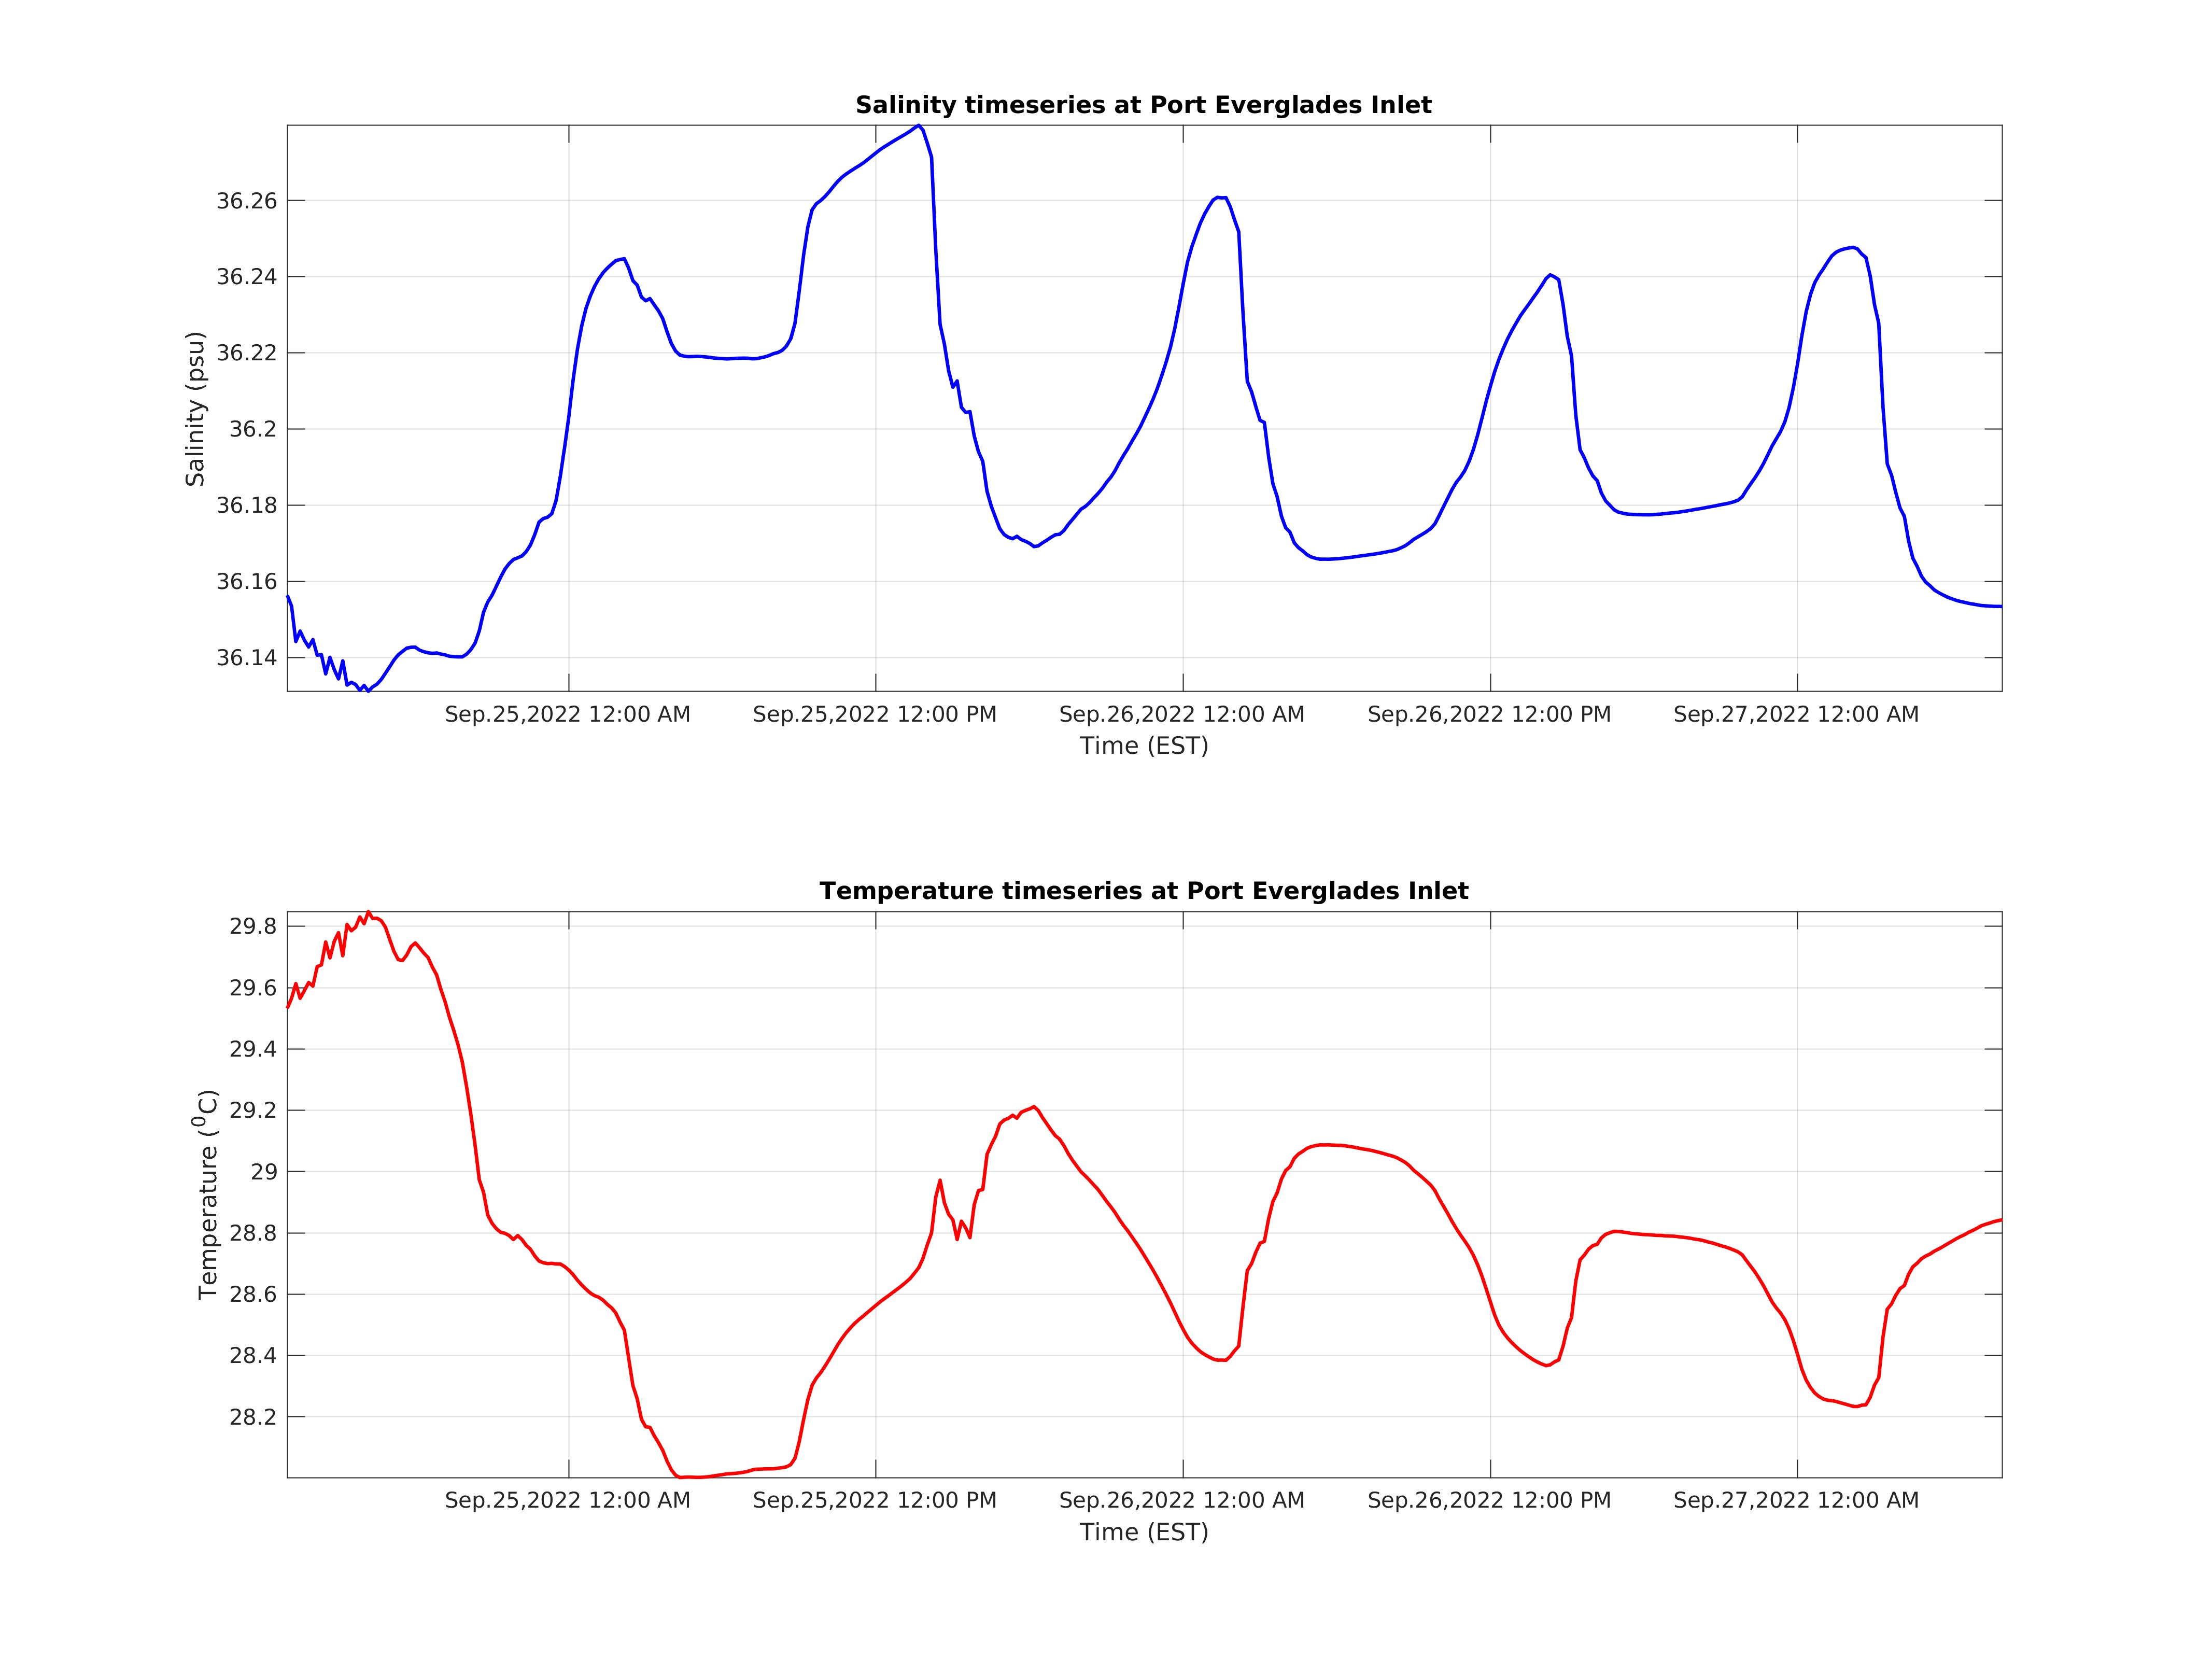 Salinity timeseries at Port Everglades Inlet
36.26
36.24
36.22
36.2
36.18
36.16
36.14
Salinity (psu)
Sep.25,2022 12:00 AM Sep.25,2022 12:00 PM Sep.26,2022 12:00 AM Sep.26,2022 12:00 PM Sep.27,2022 12:00 AM
Time (EST)
Temperature timeseries at Port Everglades Inlet
29.8
29.6
29.4
29.2
29
28.8
28.6
28.4
28.2
Temperature (⁰C)
Sep.25,2022 12:00 AM Sep.25,2022 12:00 PM Sep.26,2022 12:00 AM Sep.26,2022 12:00 PM Sep.27,2022 12:00 AM
Time (EST)